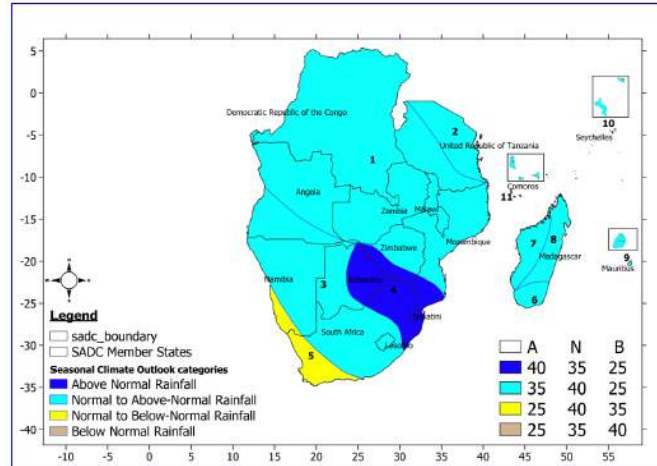 5
0
-5
-10
-15
-20
-25
-30
-35
-40
-10
-5
0
5
10
15
20
25
30
35
40
45
50
55
Democratic Republic of the Congo
2
United Republic of Tanzania
10
Seychelles
1
Comoros
11
Angola
Zambia
Malawi
Mozambique
Zimbabwe
7
8
Madagascar
9
Mauritius
6
Namibia
3
Botswana
4
South Africa
Lesotho
5
Legend
sadc_boundary
SADC Member States
Seasonal Climate Outlook categories
Above Normal Rainfall
Normal to Above-Normal Rainfall
Normal to Below-Normal Rainfall
Below Normal Rainfall
A N B
40 35 25
35 40 25
25 40 35
25 35 40